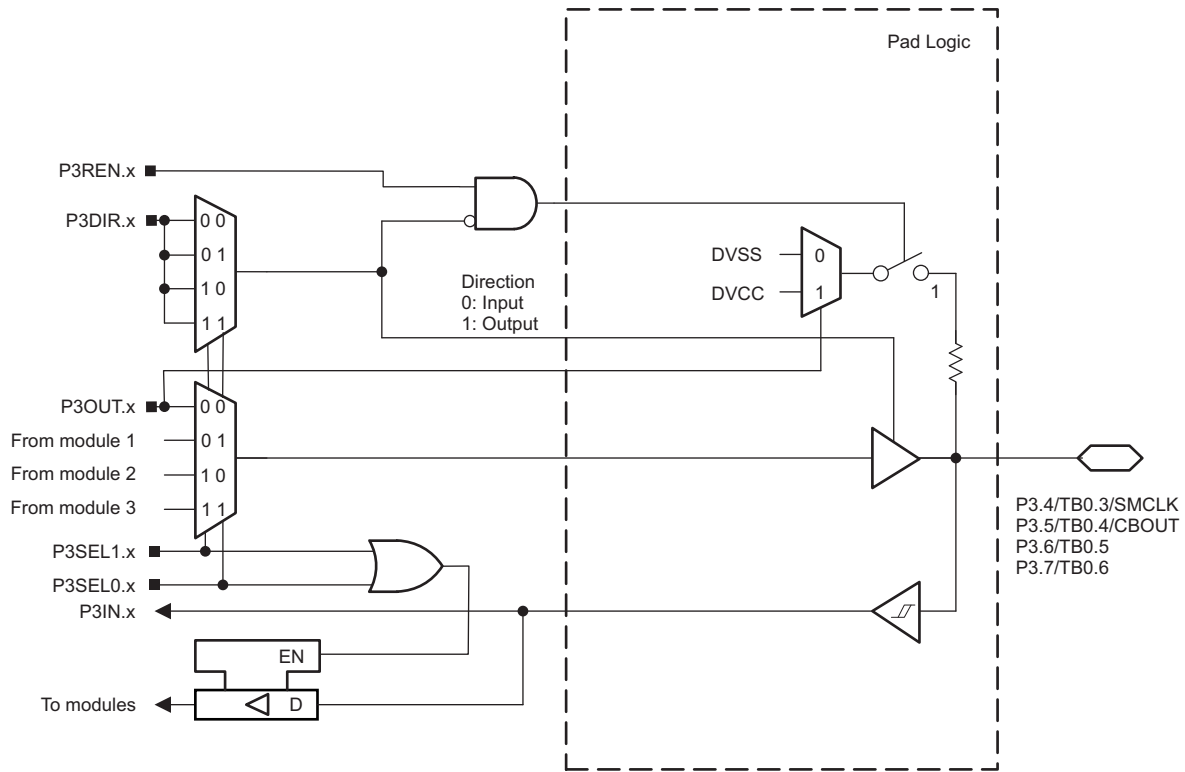 Pad Logic
P3REN.x
P3DIR.x
0 0
0 1
1 0
1 1
Direction
0: Input
1: Output
DVSS
DVCC
0
1
1
P3OUT.x
From module 1
From module 2
From module 3
0 0
0 1
1 0
1 1
P3SEL1.x
P3SEL0.x
P3IN.x
EN
To modules
D
P3.4/TB0.3/SMCLK
P3.5/TB0.4/CBOUT
P3.6/TB0.5
P3.7/TB0.6